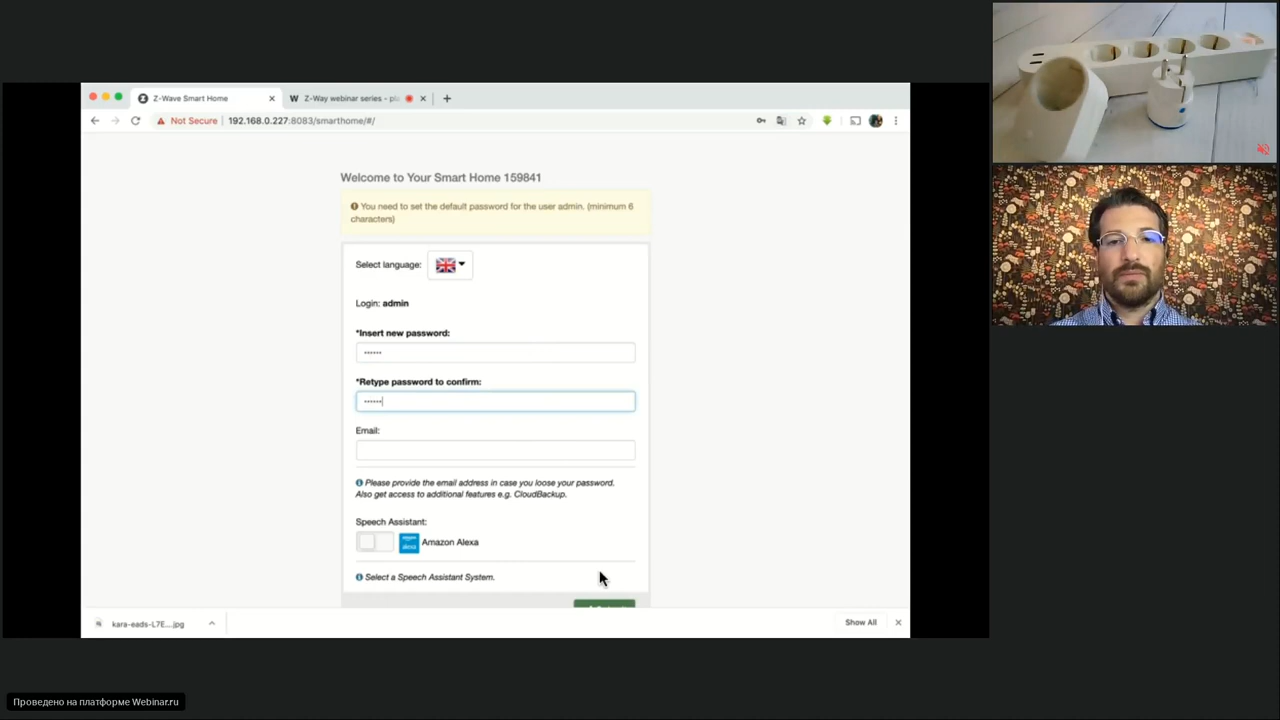 Z-Wave Smart Home
Z-Way webinar series - pl
Not Secure
192.168.0.227:8083/smarthome/#/
Welcome to Your Smart Home 159841
You need to set the default password for the user admin. (minimum 6
characters)
Select language:
Login: admin
*Insert new password:
••••••
*Retype password to confirm:
••••••
Email:
Please provide the email address in case you loose your password.
Also get access to additional features e.g. CloudBackup.
Speech Assistant:
Amazon Alexa
Select a Speech Assistant System.
kara-eads-L7E....jpg
Show All
Проведено на платформе Webinar.ru